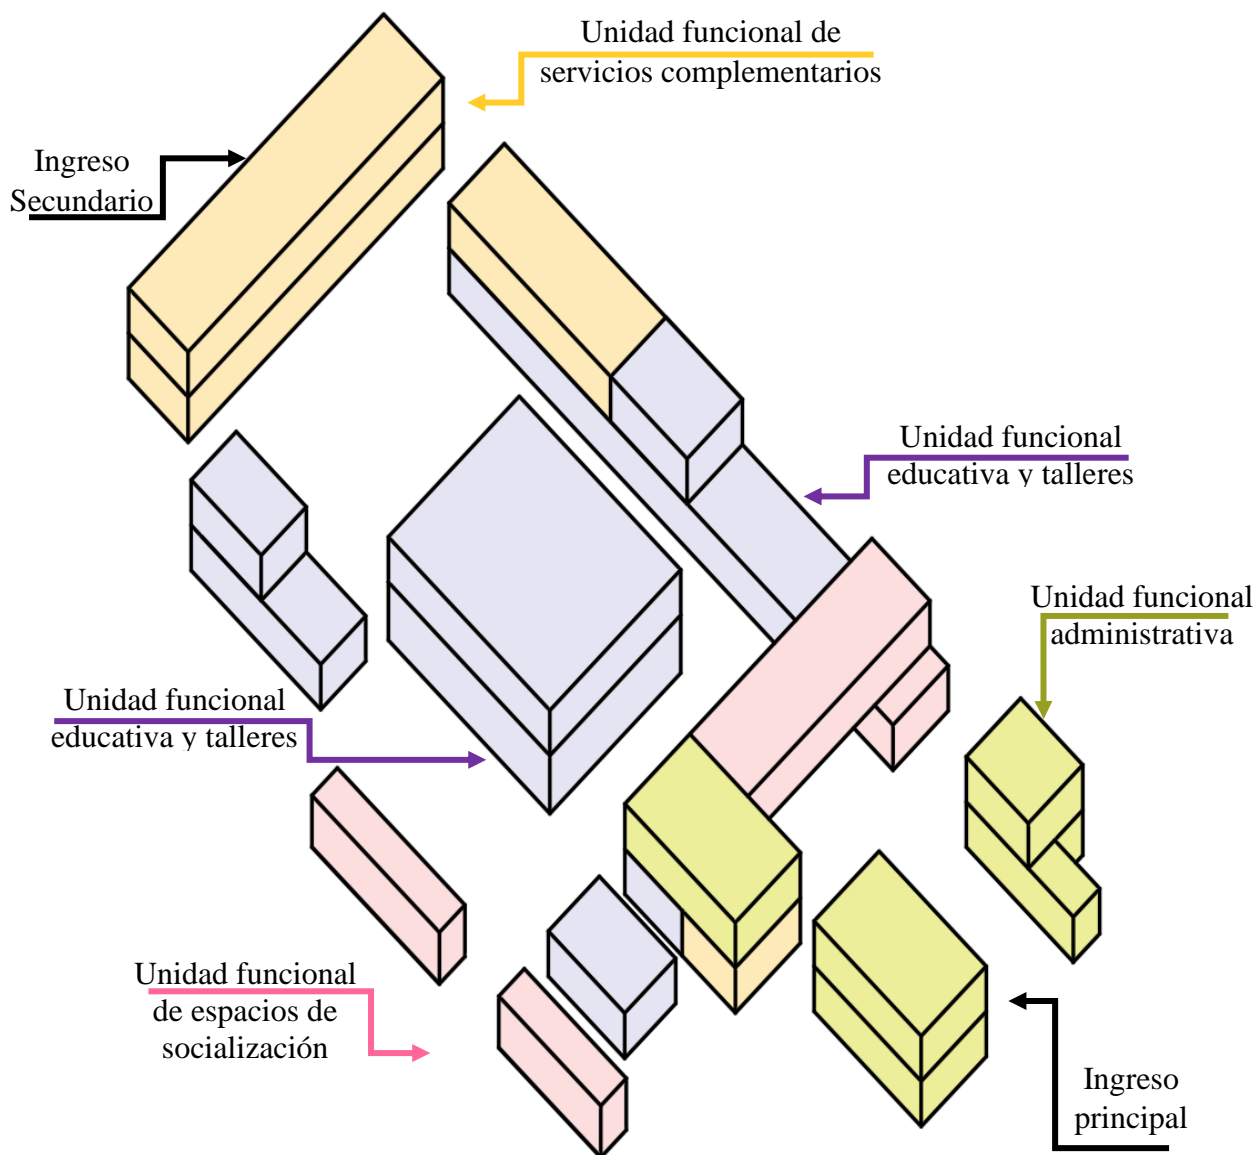 Unidad funcional de
servicios complementarios
Ingreso
Secundario
Unidad funcional
educativa y talleres
Unidad funcional
administrativa
Unidad funcional
educativa y talleres
Unidad funcional
de espacios de
socialización
Ingreso
principal